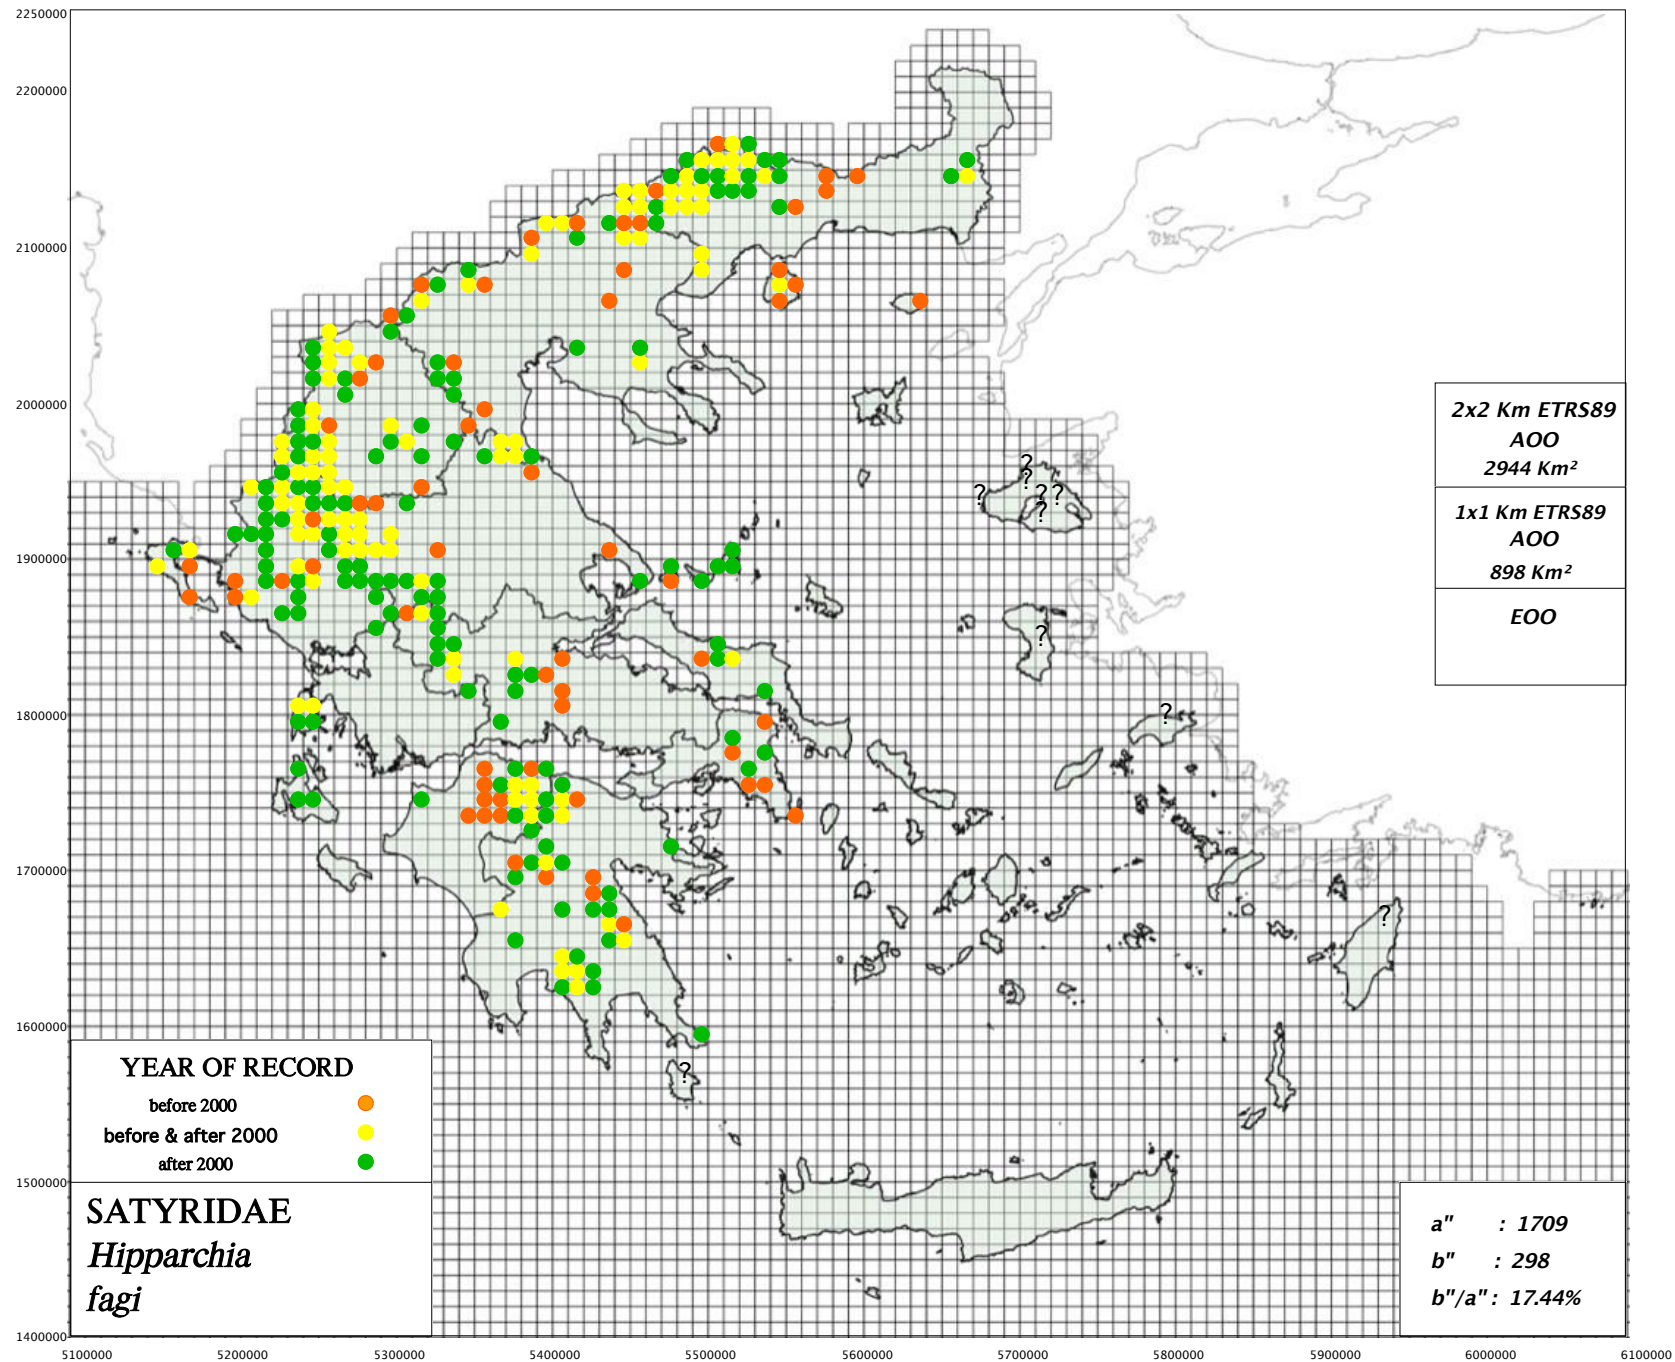 2250000
2200000
2100000
2000000
1900000
1800000
1700000
1600000
1500000
1400000
5100000 5200000 5300000 5400000 5500000 5600000 5700000 5800000 5900000 6000000 6100000
?
?
? ? ?
?
?
?
?
?
2x2 Km ETRS89
AOO
2944 Km²
1x1 Km ETRS89
AOO
898 Km²
EOO
YEAR OF RECORD
before 2000
before & after 2000
after 2000
SATYRIDAE
Hipparchia
fagi
a" : 1709
b" : 298
b"/a" : 17.44%